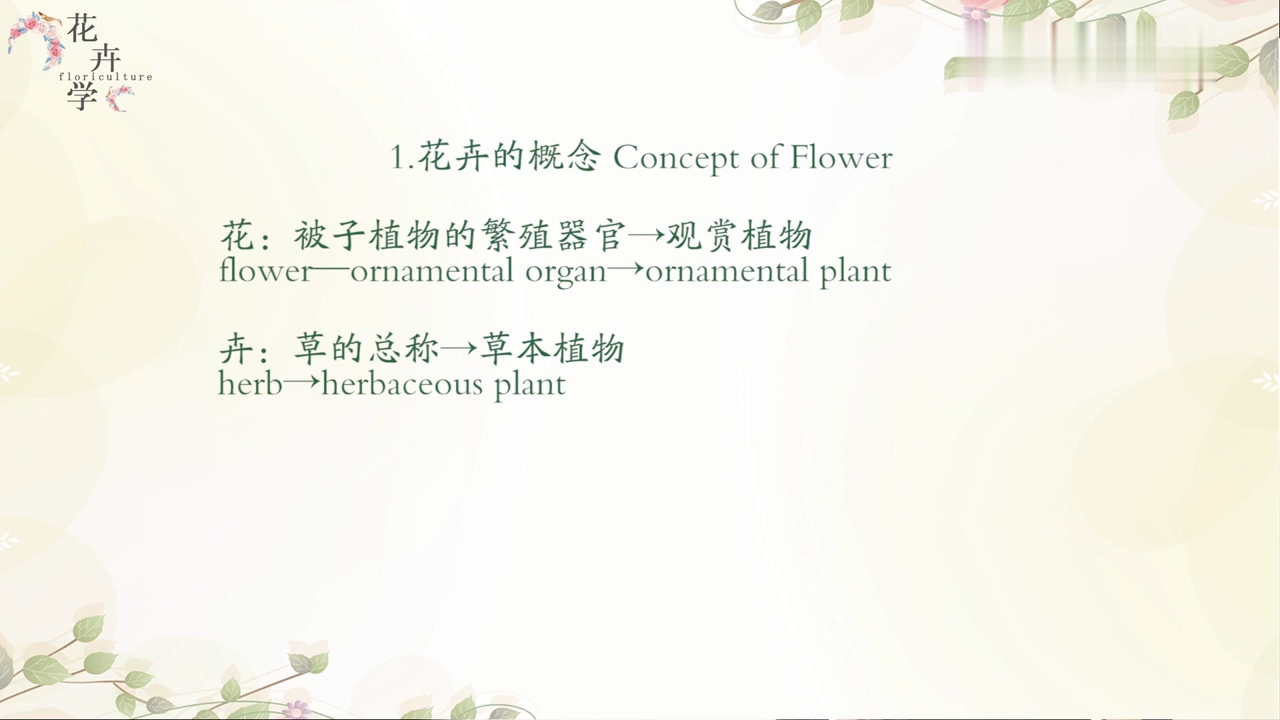 花卉学
floriculture
1.花卉的概念 Concept of Flower
花：被子植物的繁殖器官→观赏植物
flower—ornamental organ→ornamental plant
卉：草的总称→草本植物
herb→herbaceous plant